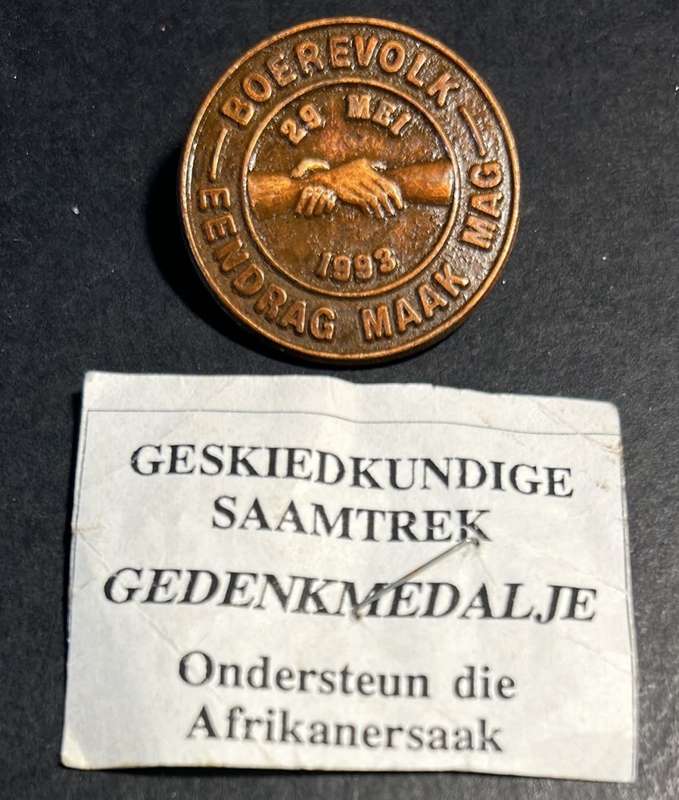 BOEREVOLK
29 MEI
1993
EENDRAG MAAK MAG
GESKIEDKUNDIGE
SAAMTREK
GEDENKMEDALJE
Ondersteun die
Afrikanersaak